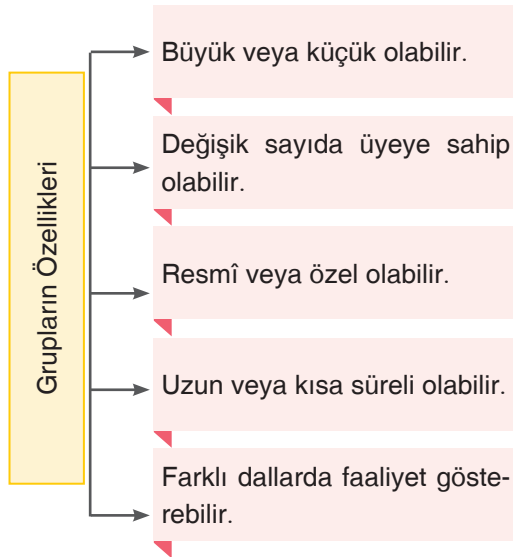 Grupların Özellikleri
Büyük veya küçük olabilir.
Değişik sayıda üyeye sahip
olabilir.
Resmî veya özel olabilir.
Uzun veya kısa süreli olabilir.
Farklı dallarda faaliyet göste-
rebilir.